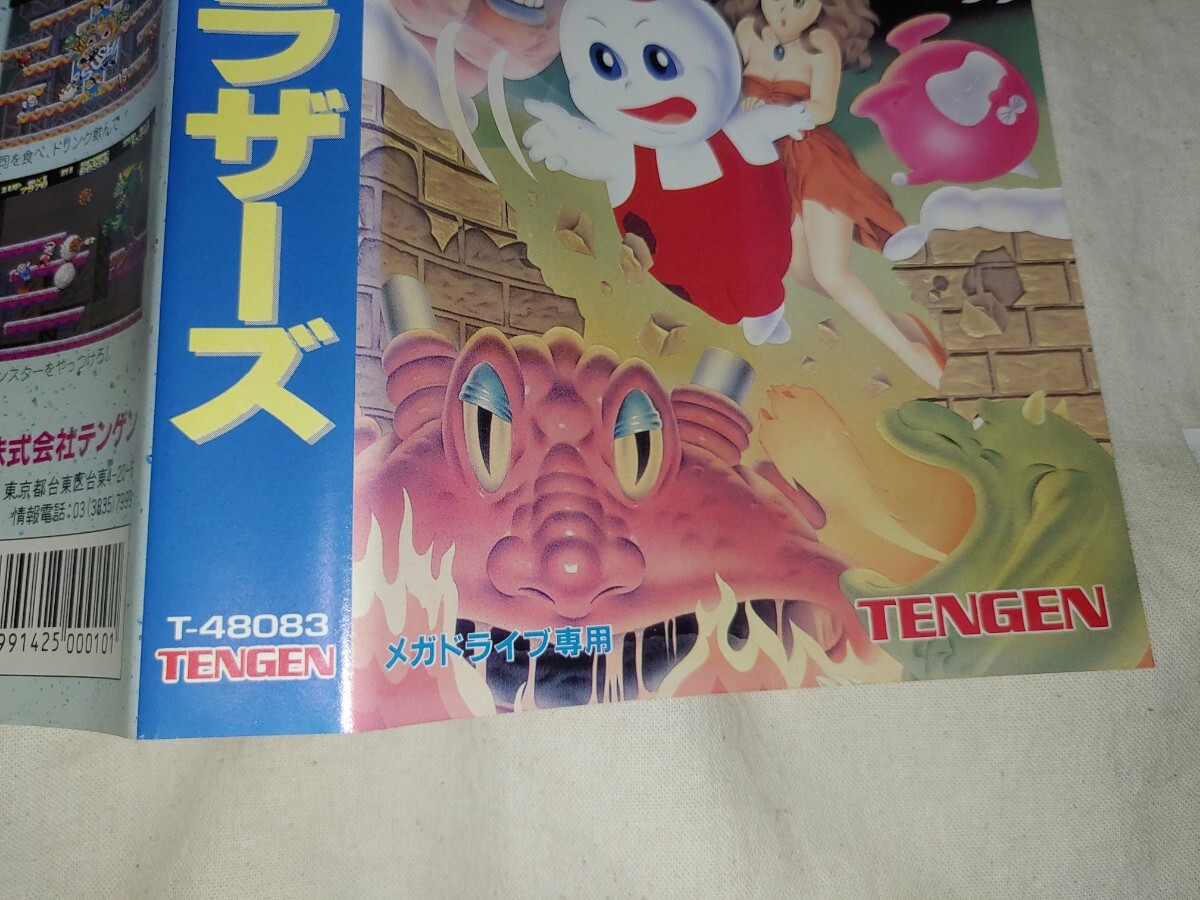 司を食べ、ドリンク飲んで
ンスターをやっつけろ！
株式会社テンゲン
東京都台東区台東4-20-6
情報電話:03(3835)7999
991425 000101
ラザーズ
T-48083
TENGEN
メガドライブ専用
TENGEN